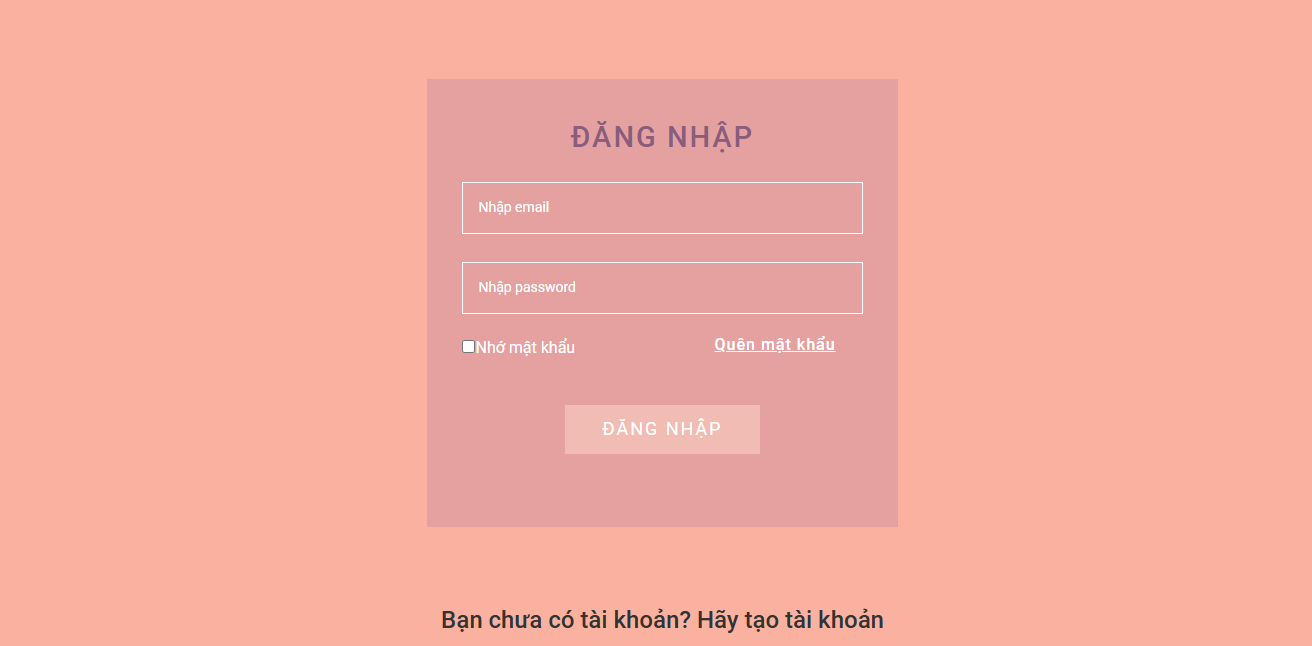 ĐĂNG NHẬP
Nhập email
Nhập password
Nhớ mật khẩu
Quên mật khẩu
ĐĂNG NHẬP
Bạn chưa có tài khoản? Hãy tạo tài khoản